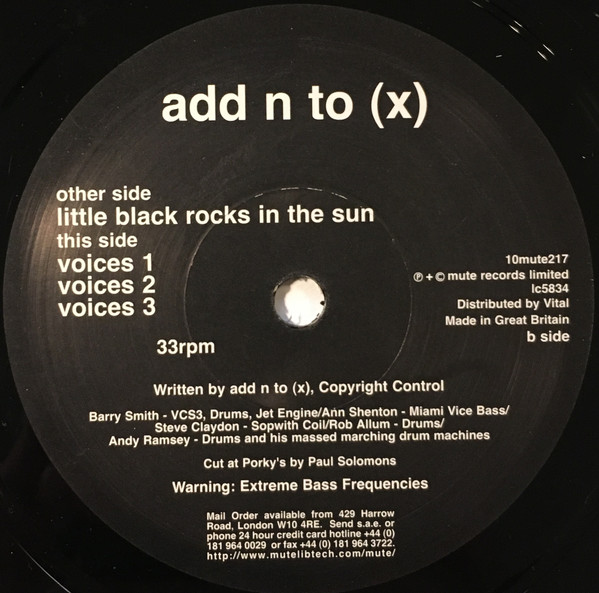 add n to (x)
other side
little black rocks in the sun
this side
voices 1
voices 2
voices 3
33rpm
10mute217
℗ + © mute records limited
lc5834
Distributed by Vital
Made in Great Britain
b side
Written by add n to (x), Copyright Control
Barry Smith - VCS3, Drums, Jet Engine/Ann Shenton - Miami Vice Bass/
Steve Claydon - Sopwith Coil/Rob Allum - Drums/
Andy Ramsey - Drums and his massed marching drum machines
Cut at Porky's by Paul Solomons
Warning: Extreme Bass Frequencies
Mail Order available from 429 Harrow
Road, London W10 4RE. Send s.a.e. or
phone 24 hour credit card hotline +44 (0)
181 964 0029 or fax +44 (0) 181 964 3722.
http://www.mutelibtech.com/mute/